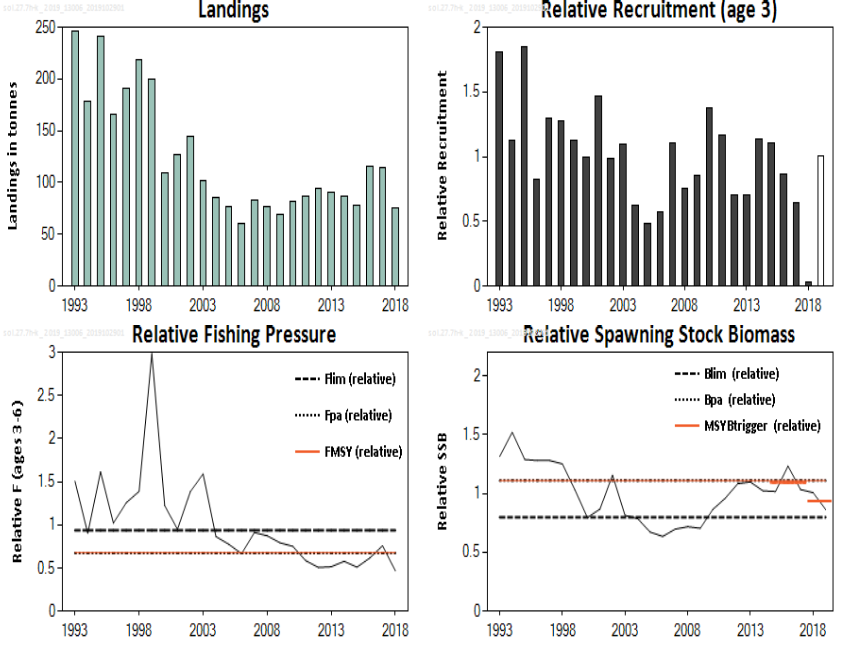 Landings
Landings in tonnes
250
200
150
100
50
0
1993 1998 2003 2008 2013 2018
Relative Recruitment (age 3)
Relative Recruitment
2
1.5
1
0.5
0
1993 1998 2003 2008 2013 2018
Relative Fishing Pressure
Relative F (ages 3-6)
3
2.5
2
1.5
1
0.5
0
Flim (relative)
Fpa (relative)
FMSY (relative)
1993 1998 2003 2008 2013 2018
Relative Spawning Stock Biomass
Relative SSB
2
1.5
1
0.5
0
Blim (relative)
Bpa (relative)
MSYBtrigger (relative)
1993 1998 2003 2008 2013 2018